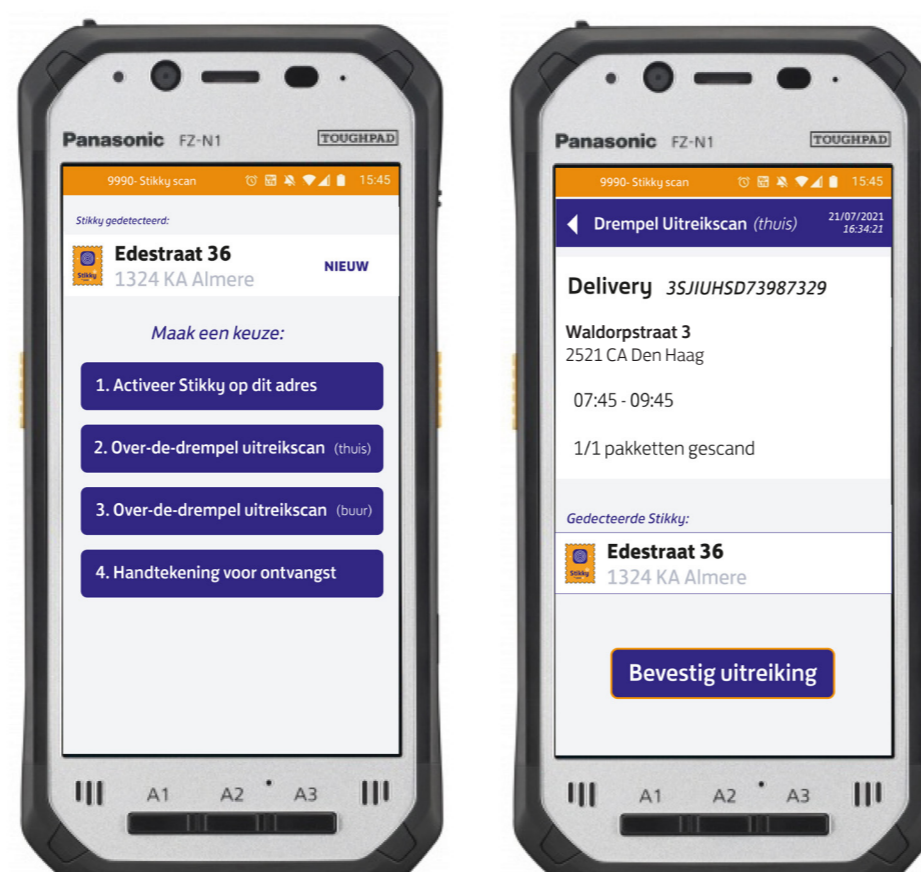 Panasonic FZ-N1 TOUGHPAD
9990- Stikky scan 15:45
Stikky gedetecteerd:
Edestraat 36
1324 KA Almere
NIEUW
Stikky
Maak een keuze:
1. Activeer Stikky op dit adres
2. Over-de-drempel uitreikscan (thuis)
3. Over-de-drempel uitreikscan (buur)
4. Handtekening voor ontvangst
A1 A2 A3
Panasonic FZ-N1 TOUGHPAD
9990- Stikky scan 15:45
Drempel Uitreikscan (thuis)
21/07/2021
16:34:21
Delivery 3SJIUHSD73987329
Waldorpstraat 3
2521 CA Den Haag
07:45 - 09:45
1/1 pakketten gescand
Gedecteerde Stikky:
Edestraat 36
1324 KA Almere
Stikky
Bevestig uitreiking
A1 A2 A3